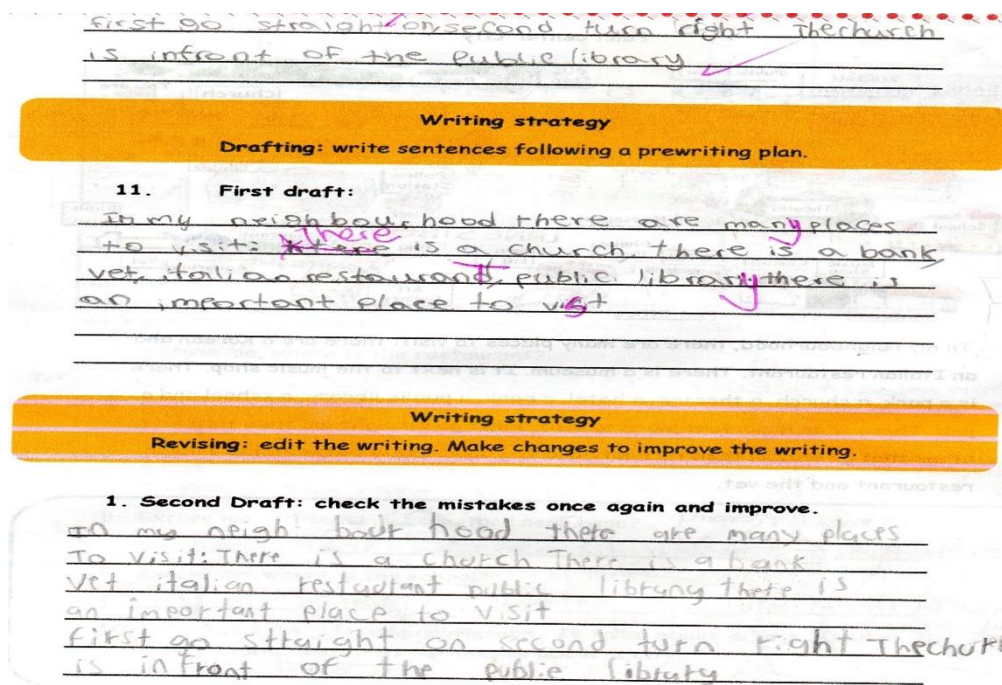 first go straight on second turn right Thechurch
is infront of the public library
Writing strategy
Drafting: write sentences following a prewriting plan.
11. First draft:
In my neighbourhood there are many places
to visit: There is a church, there is a bank,
vet, italian restaurant, public library there is
an important place to visit
Writing strategy
Revising: edit the writing. Make changes to improve the writing.
1. Second Draft: check the mistakes once again and improve.
In my neigh bour hood there are many places
To visit: There is a church There is a bank
vet italian restaurant public library there is
an important place to visit
first go straight on second turn right Thechurch
is infront of the public library